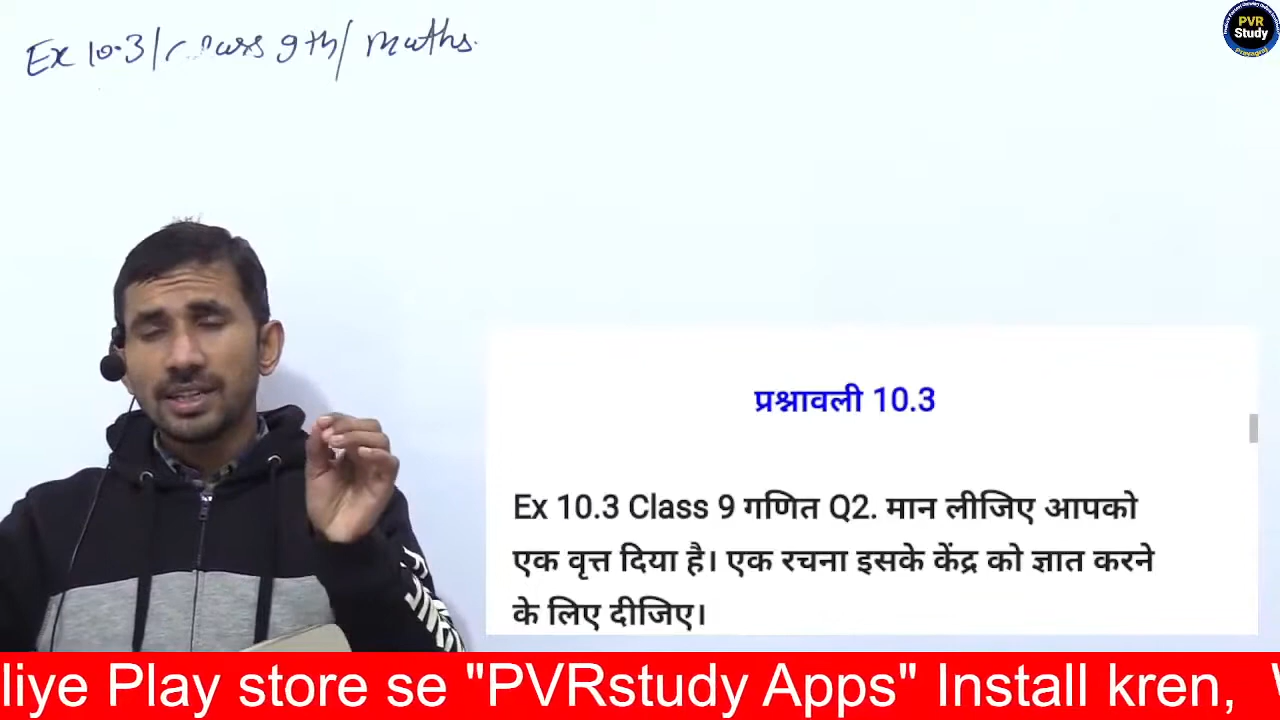 Ex 10.3/Class 9th/Maths.
PVR
Study
Prayagraj
प्रश्नावली 10.3
Ex 10.3 Class 9 गणित Q2. मान लीजिए आपको
एक वृत्त दिया है। एक रचना इसके केंद्र को ज्ञात करने
के लिए दीजिए।
liye Play store se "PVRstudy Apps" Install kren,